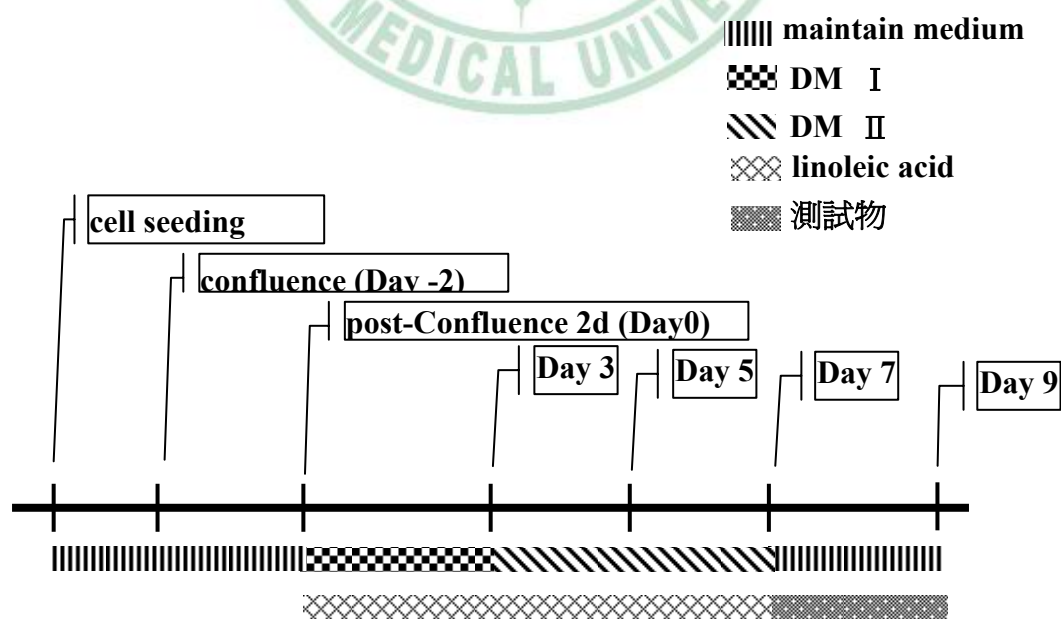 MEDICAL UNIV
maintain medium
DM Ⅰ
DM Ⅱ
linoleic acid
測試物
cell seeding
confluence (Day -2)
post-Confluence 2d (Day0)
Day 3
Day 5
Day 7
Day 9